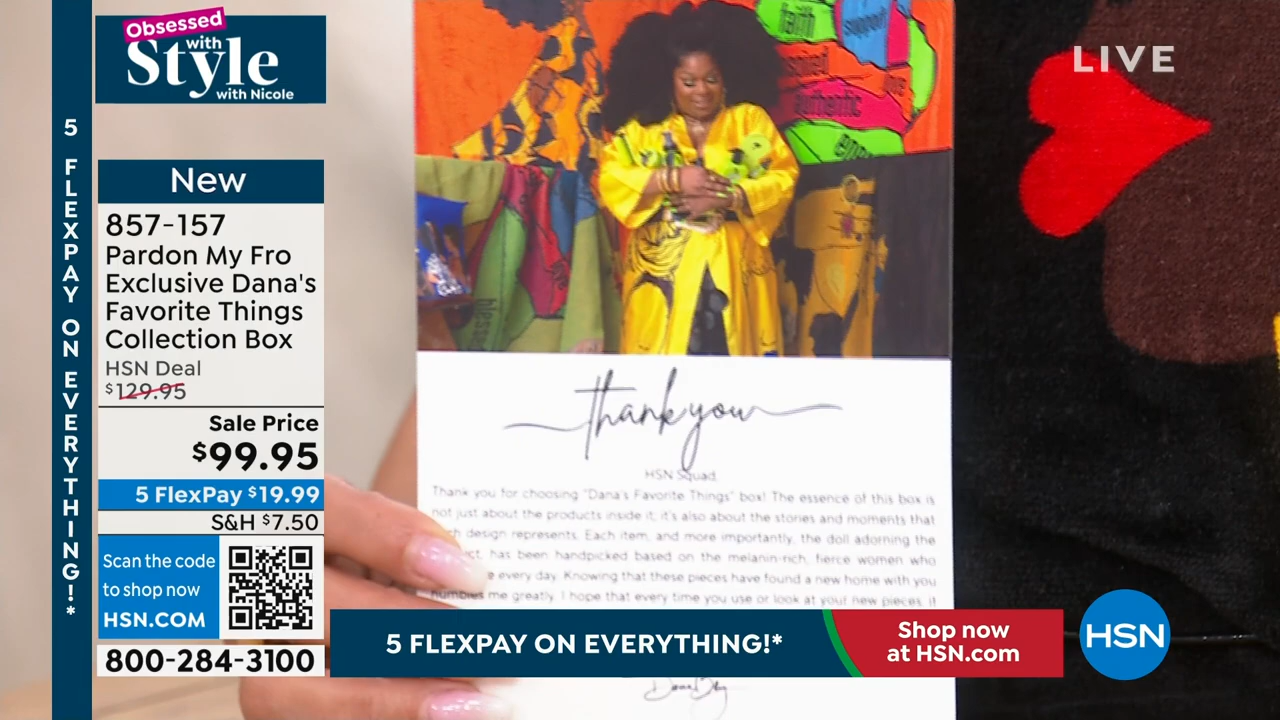 Obsessed
with
Style
with Nicole
LIVE
5 FLEXPAY ON EVERYTHING!*
New
857-157
Pardon My Fro
Exclusive Dana's
Favorite Things
Collection Box
HSN Deal
$129.95
Sale Price
$99.95
5 FlexPay $19.99
S&H $7.50
Scan the code
to shop now
HSN.COM
800-284-3100
faith
support
authentic
blesse
thank you
HSN Squad,
Thank you for choosing "Dana's Favorite Things" box! The essence of this box is
not just about the products inside it; it's also about the stories and moments that
design represents. Each item, and more importantly, the doll adorning the
has been handpicked based on the melanin-rich, fierce women who
every day. Knowing that these pieces have found a new home with you
humbles me greatly. I hope that every time you use or look at your new pieces, it
5 FLEXPAY ON EVERYTHING!*
Shop now
at HSN.com
HSN